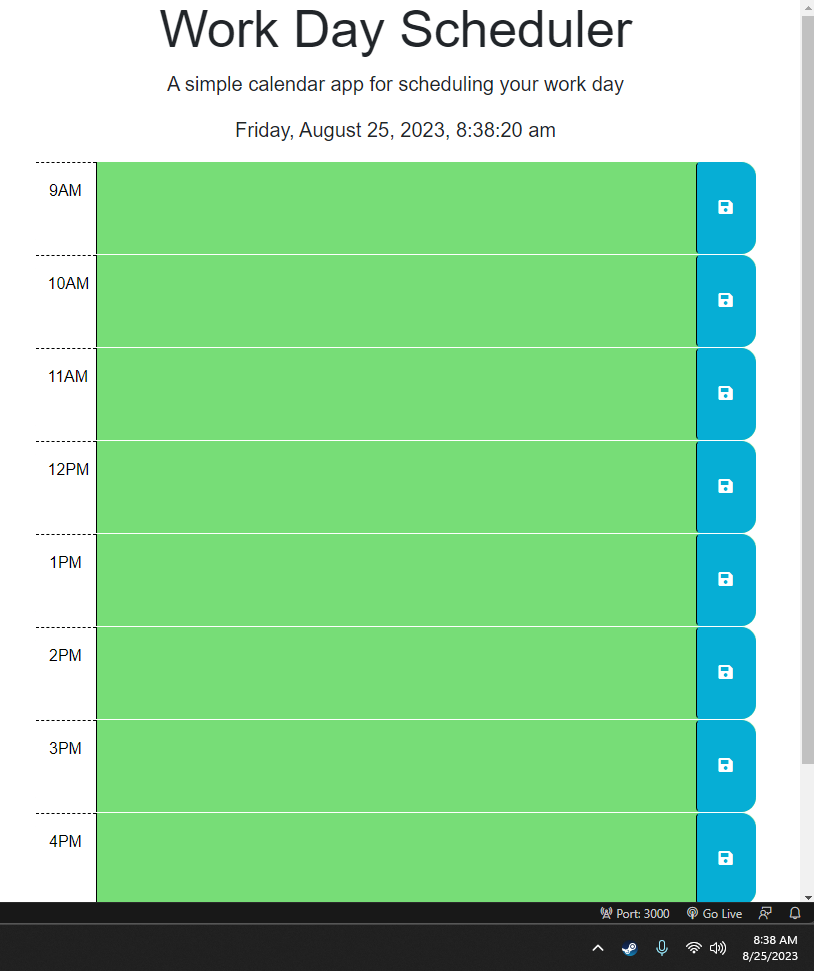 Work Day Scheduler
A simple calendar app for scheduling your work day
Friday, August 25, 2023, 8:38:20 am
9AM
10AM
11AM
12PM
1PM
2PM
3PM
4PM
Port: 3000 Go Live
8:38 AM
8/25/2023